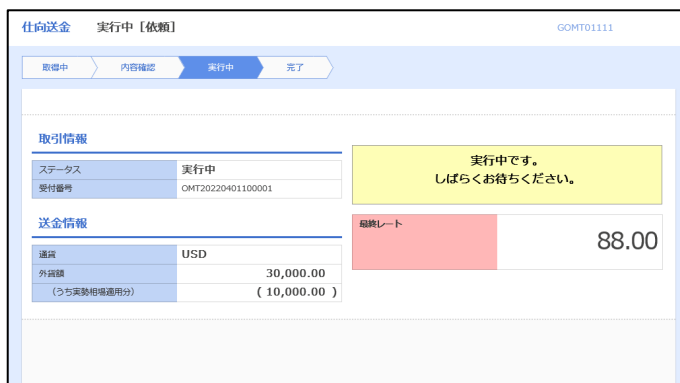 仕向送金 実行中［依頼］ GOMT01111
取得中 内容確認 実行中 完了
取引情報
ステータス 実行中
受付番号 OMT20220401100001
実行中です。
しばらくお待ちください。
送金情報
通貨 USD
外貨額 30,000.00
（うち実勢相場適用分） ( 10,000.00 )
最終レート 88.00